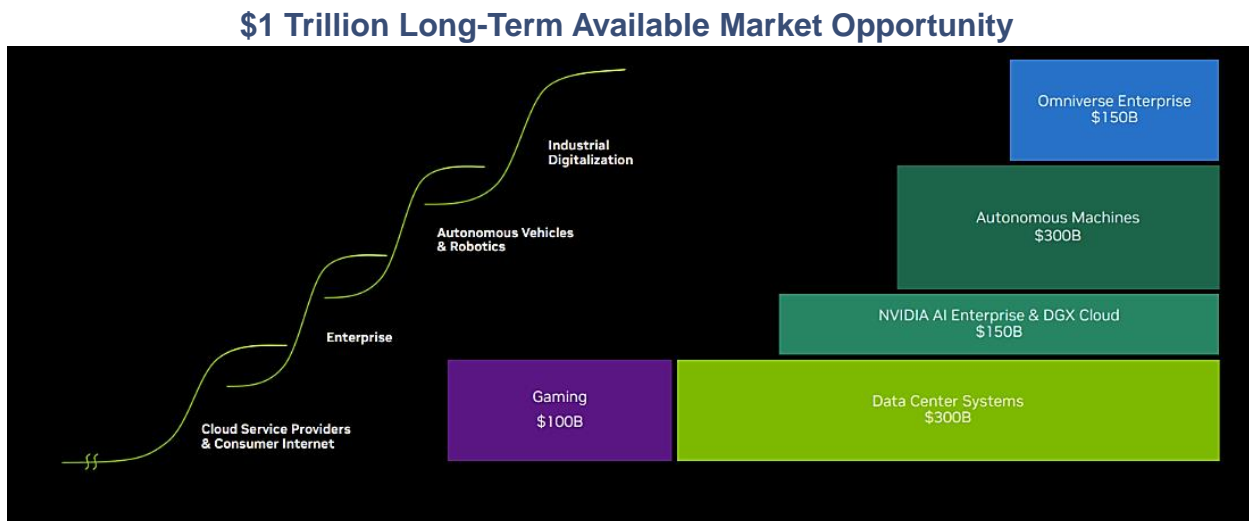 $1 Trillion Long-Term Available Market Opportunity
Omniverse Enterprise
$150B
Industrial
Digitalization
Autonomous Machines
$300B
Autonomous Vehicles
& Robotics
NVIDIA AI Enterprise & DGX Cloud
$150B
Enterprise
Gaming
$100B
Data Center Systems
$300B
Cloud Service Providers
& Consumer Internet